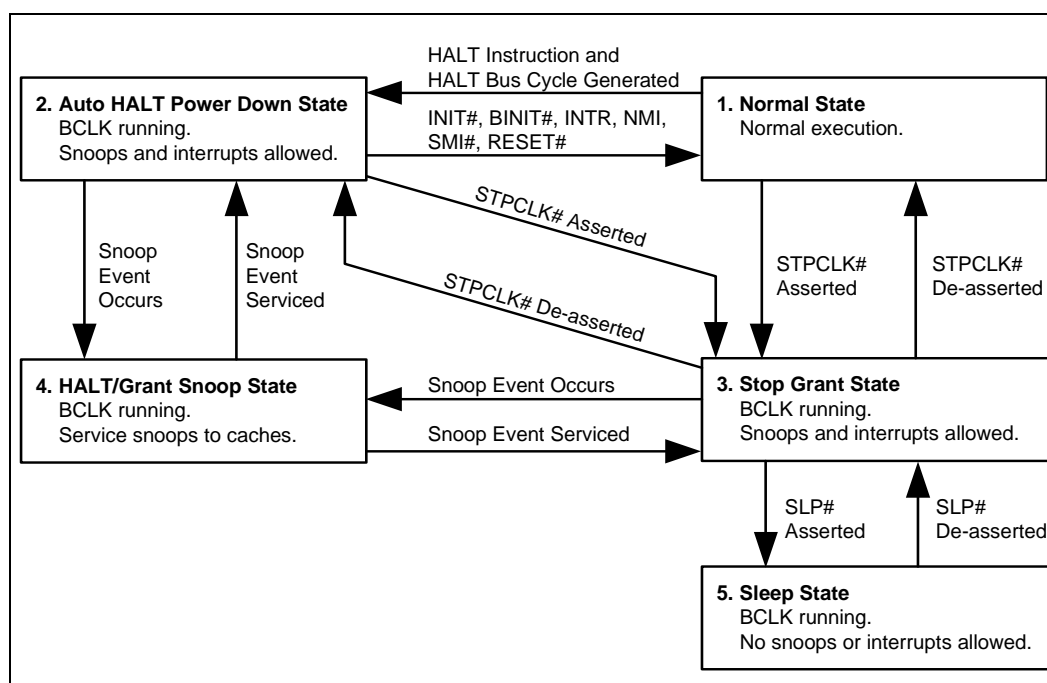 HALT Instruction and
HALT Bus Cycle Generated
2. Auto HALT Power Down State
BCLK running.
Snoops and interrupts allowed.
1. Normal State
Normal execution.
INIT#, BINIT#, INTR, NMI,
SMI#, RESET#
STPCLK# Asserted
STPCLK# De-asserted
Snoop
Event
Occurs
Snoop
Event
Serviced
STPCLK#
Asserted
STPCLK#
De-asserted
4. HALT/Grant Snoop State
BCLK running.
Service snoops to caches.
Snoop Event Occurs
Snoop Event Serviced
3. Stop Grant State
BCLK running.
Snoops and interrupts allowed.
SLP#
Asserted
SLP#
De-asserted
5. Sleep State
BCLK running.
No snoops or interrupts allowed.